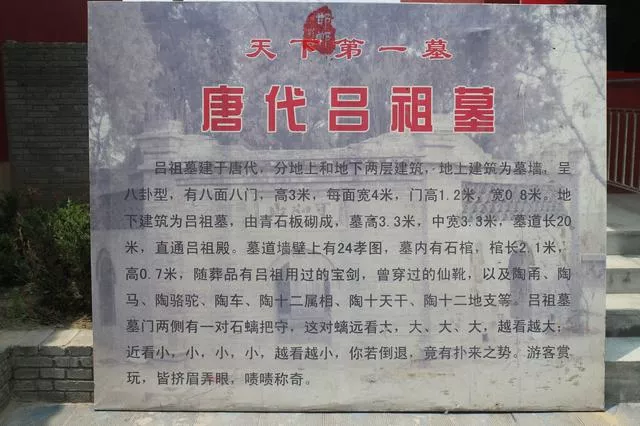 邯郸
天下第一墓
唐代吕祖墓
吕祖墓建于唐代，分地上和地下两层建筑，地上建筑为墓墙，呈
八卦型，有八面八门，高3米，每面宽4米，门高1.2米，宽0.8米。地
下建筑为吕祖墓，由青石板砌成，墓高3.3米，中宽3.3米，墓道长20
米，直通吕祖殿。墓道墙壁上有24孝图，墓内有石棺，棺长2.1米，
高0.7米，随葬品有吕祖用过的宝剑，曾穿过的仙靴，以及陶甬、陶
马、陶骆驼、陶车、陶十二属相、陶十天干、陶十二地支等。吕祖墓
墓门两侧有一对石螭把守，这对螭远看大，大、大、大，越看越大；
近看小，小，小，小，越看越小，你若倒退，竟有扑来之势。游客赏
玩，皆挤眉弄眼，啧啧称奇。